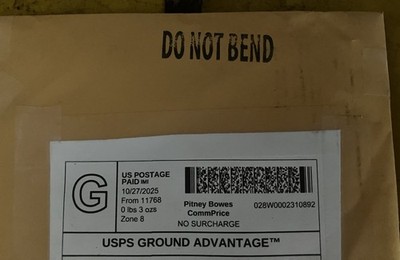 DO NOT BEND
G
US POSTAGE
PAID IMI
10/27/2025
From 11768
0 lbs 3 ozs
Zone 8
Pitney Bowes
CommPrice
028W0002310892
NO SURCHARGE
USPS GROUND ADVANTAGE™